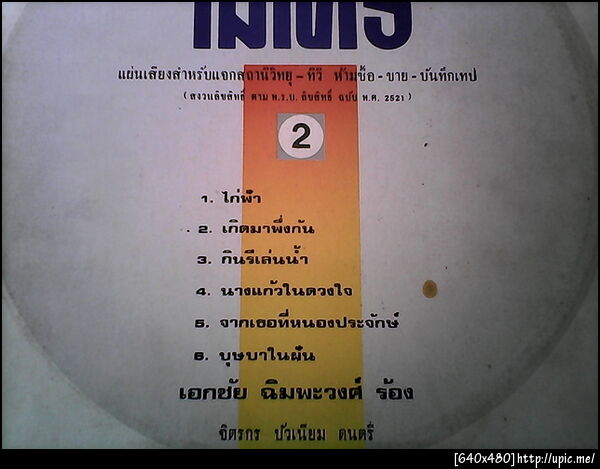 แผ่นเสียงสำหรับแจกสถานีวิทยุ - ทีวี ห้ามซื้อ - ขาย - บันทึกเทป
( สงวนลิขสิทธิ์ ตาม พ.ร.บ. ลิขสิทธิ์ ฉบับ พ.ศ. 2521 )
2
1. ไก่ฟ้า
2. เกิดมาพึ่งกัน
3. กินรีเล่นน้ำ
4. นางแก้วในดวงใจ
5. จากเธอที่หนองประจักษ์
6. บุษบาในฝัน
เอกชัย ฉิมพะวงศ์ ร้อง
จิตรกร บัวเนียม ดนตรี
[640x480]http://upic.me/